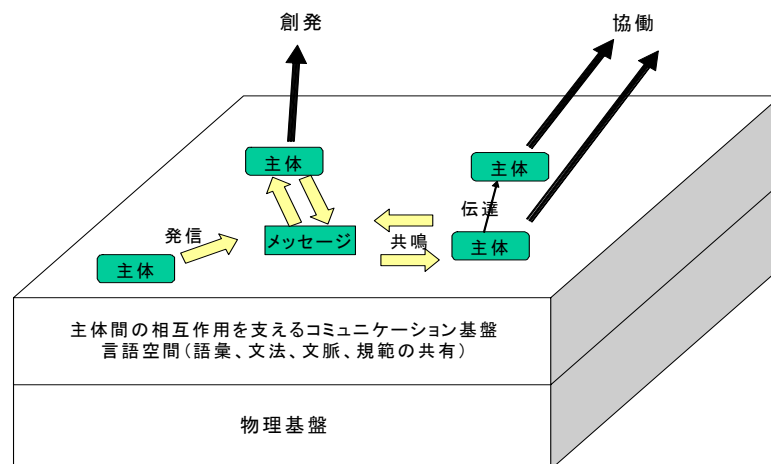 創発
協働
主体
主体
伝達
発信
メッセージ
共鳴
主体
主体
主体間の相互作用を支えるコミュニケーション基盤
言語空間(語彙、文法、文脈、規範の共有)
物理基盤